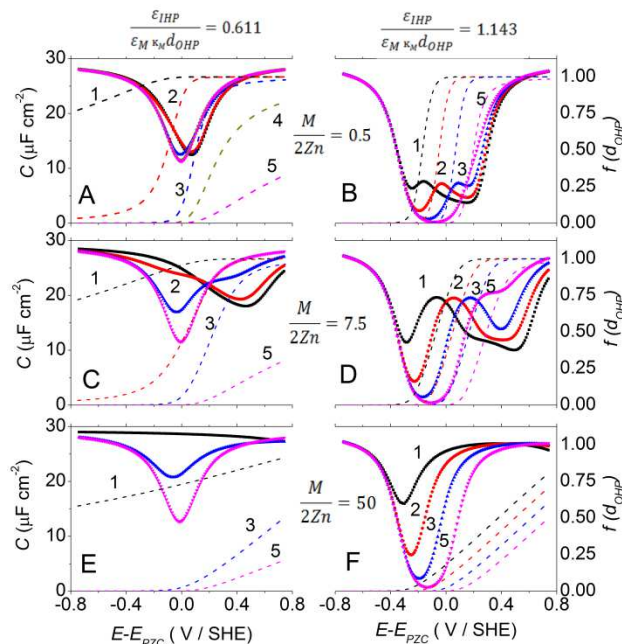 ε_IHP / ε_M κ_M d_OHP = 0.611
ε_IHP / ε_M κ_M d_OHP = 1.143
30
20
10
0
C (μF cm⁻²)
1
2
3
4
5
A
M/2Zn = 0.5
1
2
3
5
B
1.00
0.75
0.50
0.25
0.00
f (d_OHP)
30
20
10
0
C (μF cm⁻²)
1
2
3
5
C
M/2Zn = 7.5
1
2
3
5
D
1.00
0.75
0.50
0.25
0.00
f (d_OHP)
30
20
10
0
C (μF cm⁻²)
1
3
5
E
M/2Zn = 50
1
2
3
5
F
1.00
0.75
0.50
0.25
0.00
f (d_OHP)
-0.8 -0.4 0.0 0.4 0.8
-0.4 0.0 0.4 0.8
E-E_PZC ( V / SHE)
E-E_PZC ( V / SHE)